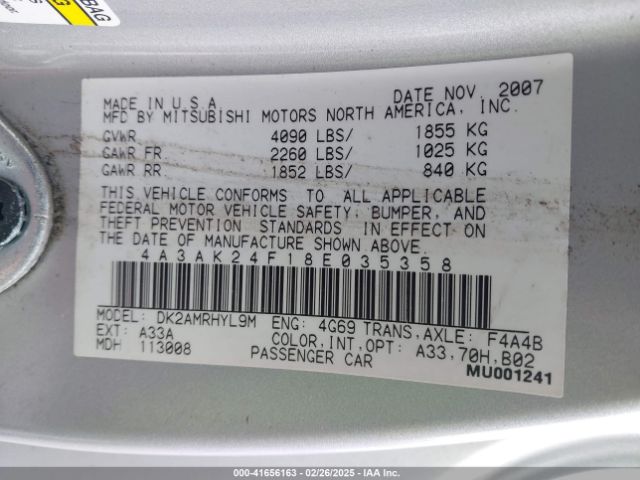 BAG
MADE IN U.S.A. DATE NOV. 2007
MFD BY MITSUBISHI MOTORS NORTH AMERICA, INC.
GVWR 4090 LBS/ 1855 KG
GAWR FR 2260 LBS/ 1025 KG
GAWR RR 1852 LBS/ 840 KG
THIS VEHICLE CONFORMS TO ALL APPLICABLE
FEDERAL MOTOR VEHICLE SAFETY, BUMPER, AND
THEFT PREVENTION STANDARDS IN EFFECT ON
THE DATE OF MANUFACTURE SHOWN ABOVE.
4A3AK24F18E035358
MODEL: DK2AMRHYL9M ENG: 4G69 TRANS,AXLE: F4A4B
EXT: A33A COLOR,INT,OPT: A33,70H,B02
MDH 113008 PASSENGER CAR
MU001241
000-41656163 - 02/26/2025 - IAAI.COM